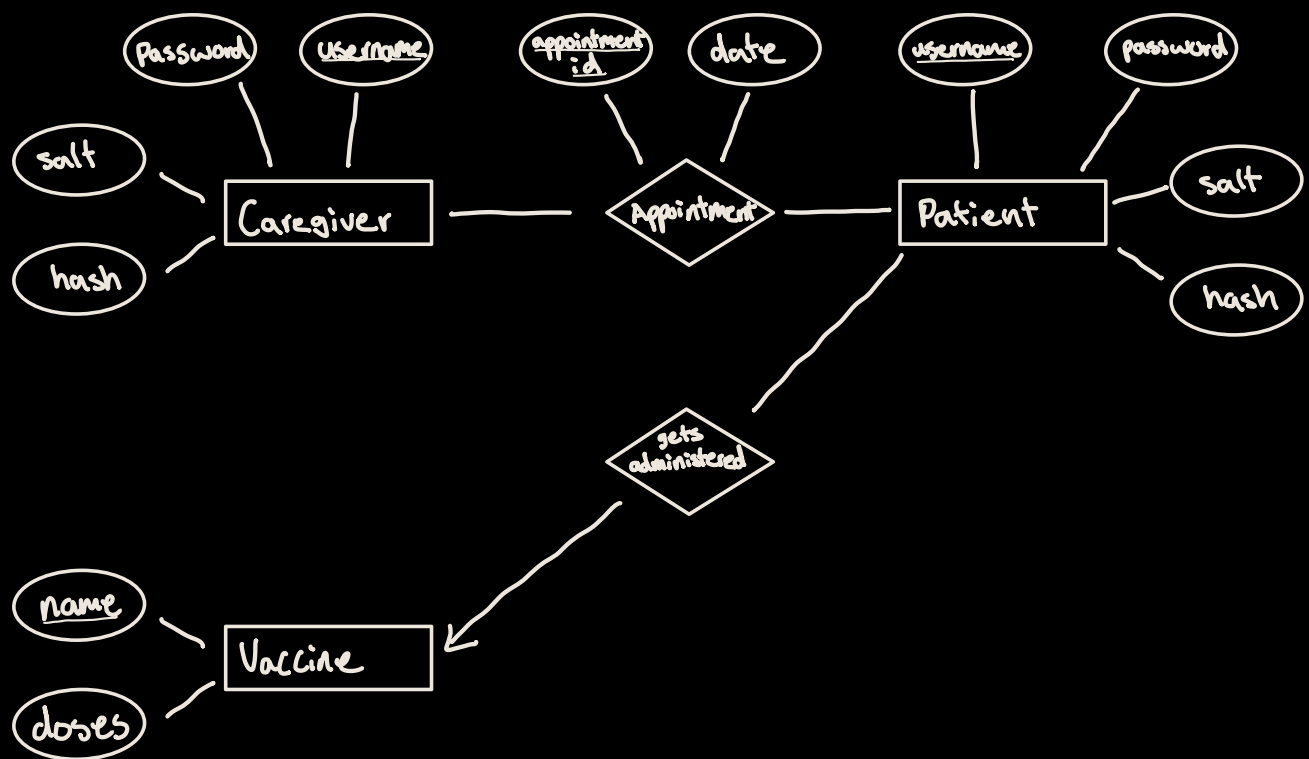 Password
username
appointment
id
date
username
password
salt
Caregiver
Appointment
Patient
salt
hash
hash
gets
administered
name
Vaccine
doses